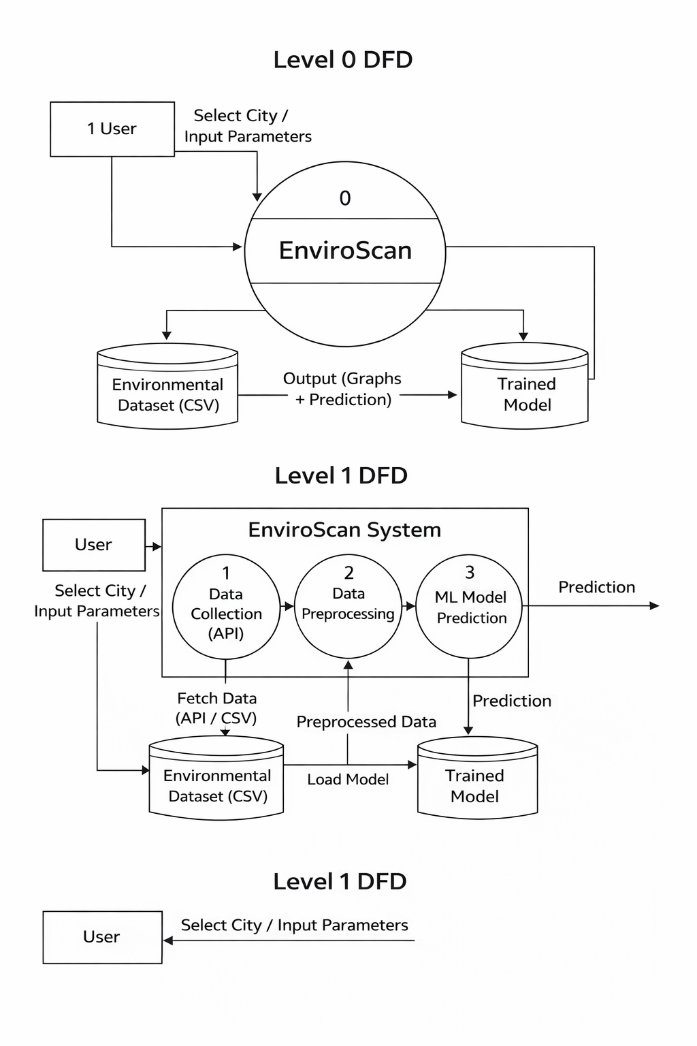 Level 0 DFD
1 User
Select City /
Input Parameters
0
EnviroScan
Environmental
Dataset (CSV)
Output (Graphs
+ Prediction)
Trained
Model
Level 1 DFD
EnviroScan System
User
1
Data
Collection
(API)
2
Data
Preprocessing
3
ML Model
Prediction
Prediction
Select City /
Input Parameters
Fetch Data
(API / CSV)
Preprocessed Data
Prediction
Environmental
Dataset (CSV)
Load Model
Trained
Model
Level 1 DFD
User
Select City / Input Parameters